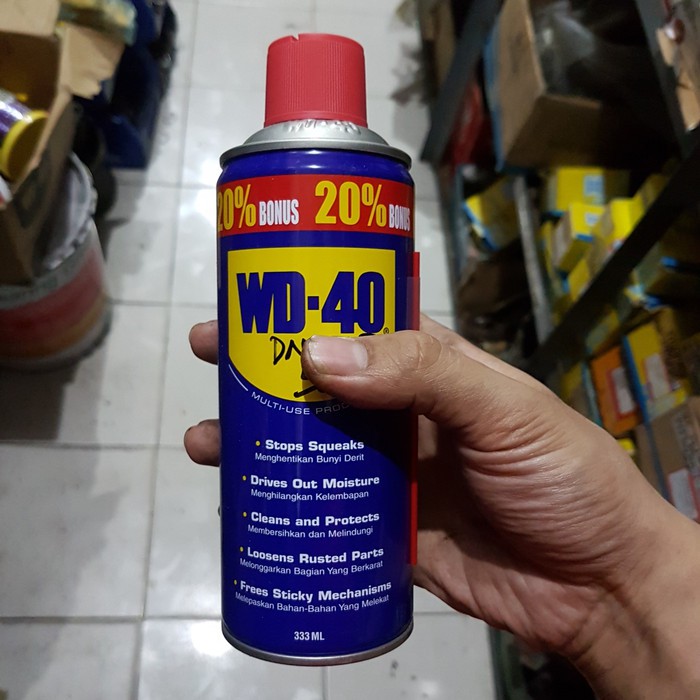 20% BONUS 20% BONUS
WD-40
®
MULTI-USE
• Stops Squeaks
Menghentikan Bunyi Derit
• Drives Out Moisture
Menghilangkan Kelembapan
• Cleans and Protects
Membersihkan dan Melindungi
• Loosens Rusted Parts
Melonggarkan Bagian Yang Berkarat
• Frees Sticky Mechanisms
Melepaskan Bahan-Bahan Yang Melekat
333 ML